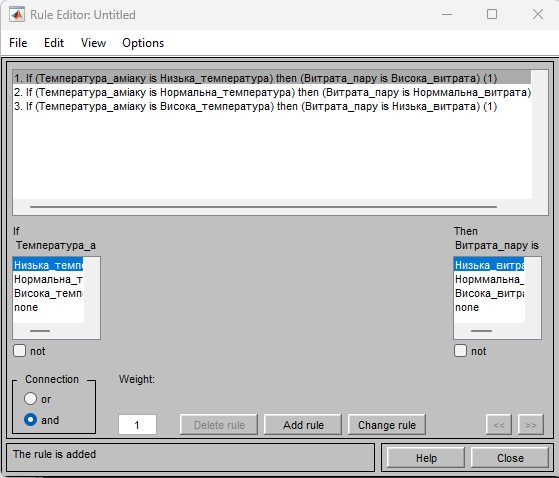 Rule Editor: Untitled
File Edit View Options
1. If (Температура_аміаку is Низька_температура) then (Витрата_пару is Висока_витрата) (1)
2. If (Температура_аміаку is Нормальна_температура) then (Витрата_пару is Норммальна_витрата)
3. If (Температура_аміаку is Висока_температура) then (Витрата_пару is Низька_витрата) (1)
If
Температура_а
Низька_темпе
Нормальна_т
Висока_темп
none
not
Then
Витрата_пару is
Низька_витра
Норммальна_
Висока_витра
none
not
Connection
or
and
Weight:
1
Delete rule Add rule Change rule << >>
The rule is added
Help Close